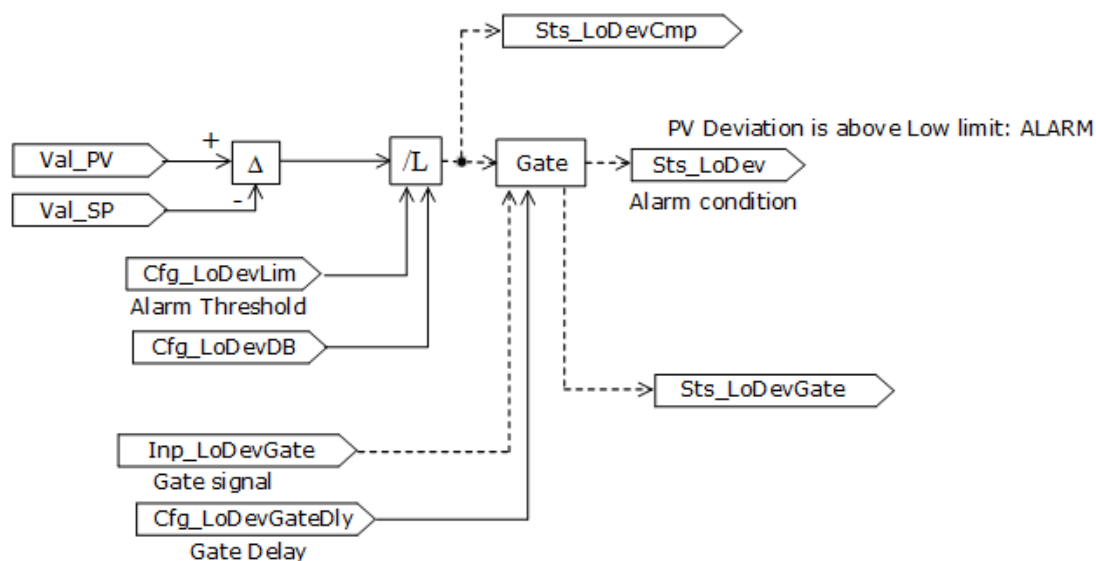 Sts_LoDevCmp
PV Deviation is above Low limit: ALARM
+
Val_PV
Δ
/L
Gate
Sts_LoDev
-
Val_SP
Alarm condition
Cfg_LoDevLim
Alarm Threshold
Cfg_LoDevDB
Sts_LoDevGate
Inp_LoDevGate
Gate signal
Cfg_LoDevGateDly
Gate Delay